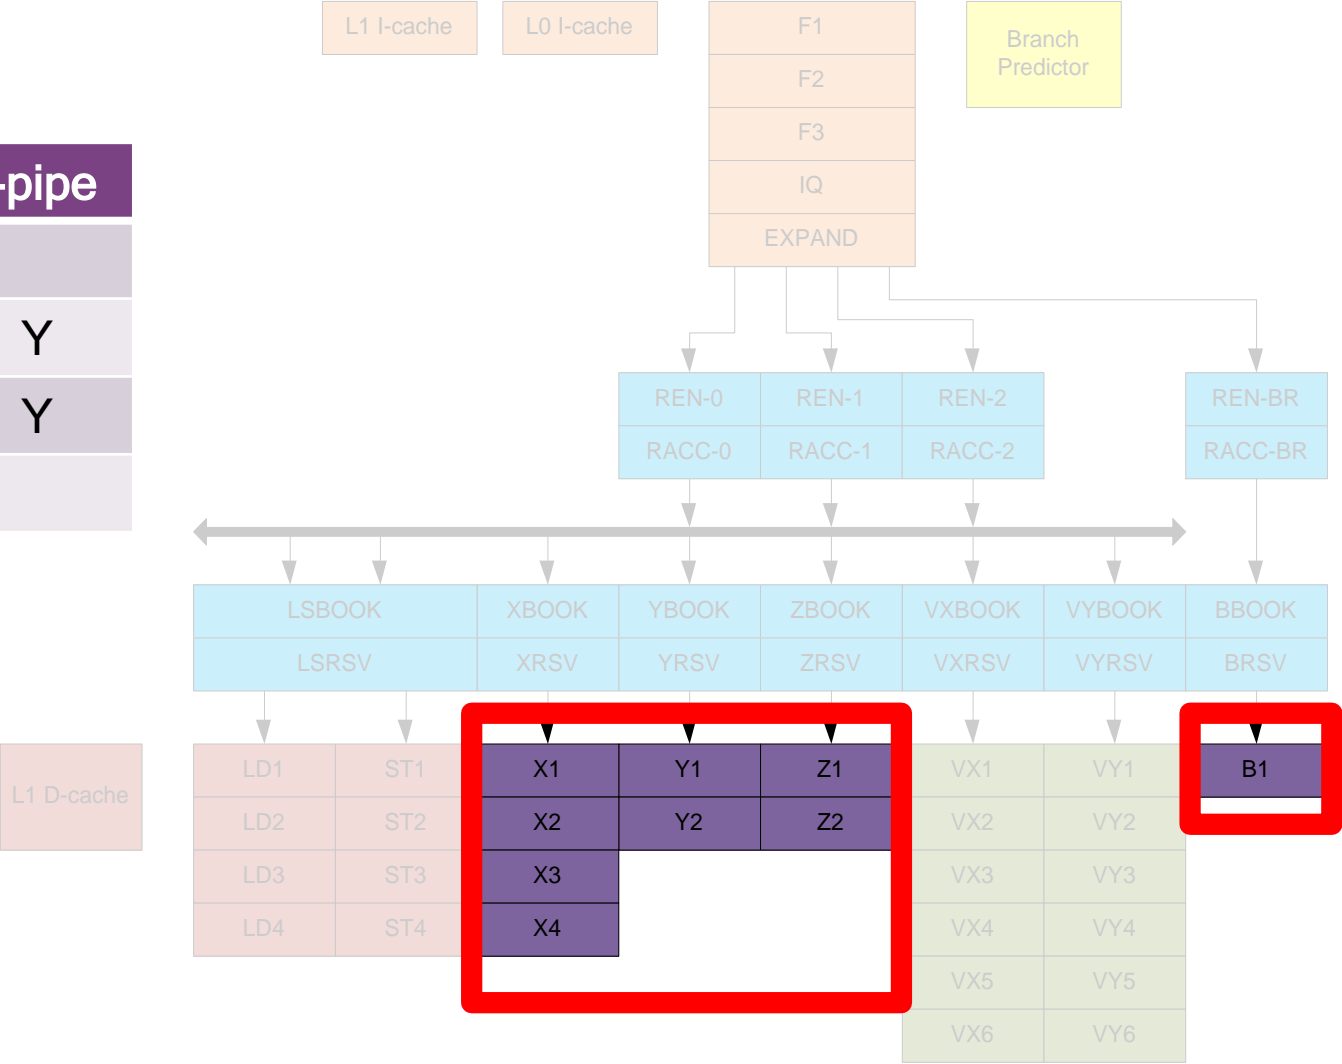 L1 I-cache
L0 I-cache
F1
Branch
Predictor
F2
F3
-pipe
IQ
EXPAND
Y
Y
REN-0
REN-1
REN-2
REN-BR
RACC-0
RACC-1
RACC-2
RACC-BR
LSBOOK
XBOOK
YBOOK
ZBOOK
VXBOOK
VYBOOK
BBOOK
LSRSV
XRSV
YRSV
ZRSV
VXRSV
VYRSV
BRSV
L1 D-cache
LD1
ST1
X1
Y1
Z1
VX1
VY1
B1
LD2
ST2
X2
Y2
Z2
VX2
VY2
LD3
ST3
X3
VX3
VY3
LD4
ST4
X4
VX4
VY4
VX5
VY5
VX6
VY6